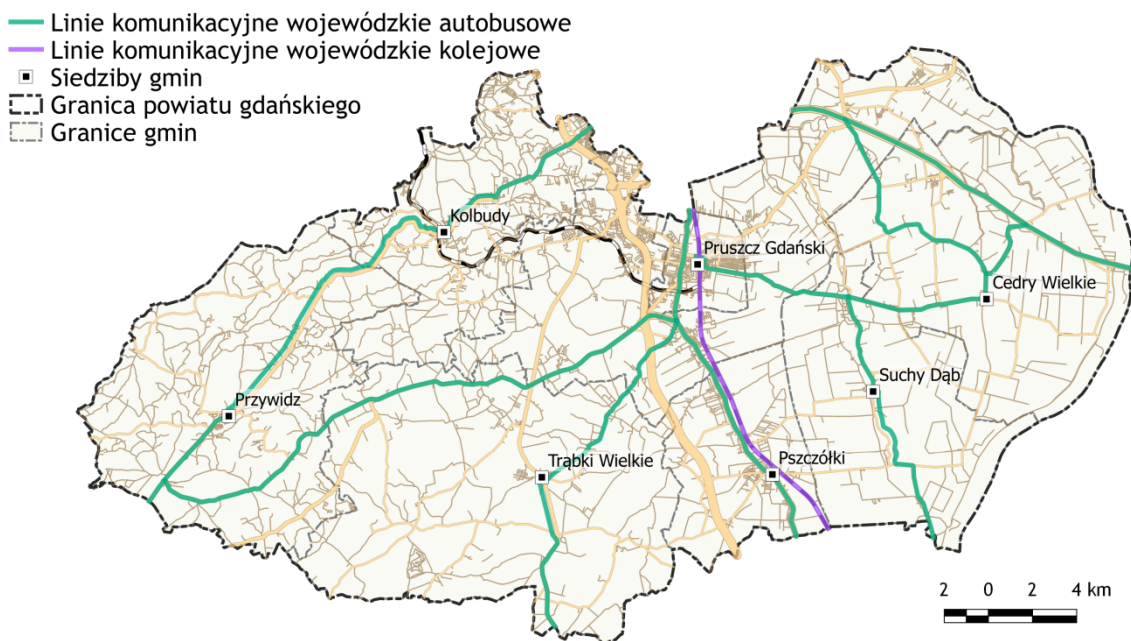 Linie komunikacyjne wojewódzkie autobusowe
Linie komunikacyjne wojewódzkie kolejowe
Siedziby gmin
Granica powiatu gdańskiego
Granice gmin
Kolbudy
Pruszcz Gdański
Cedry Wielkie
Suchy Dąb
Przywidz
Trąbki Wielkie
Pszczółki
2 0 2 4 km